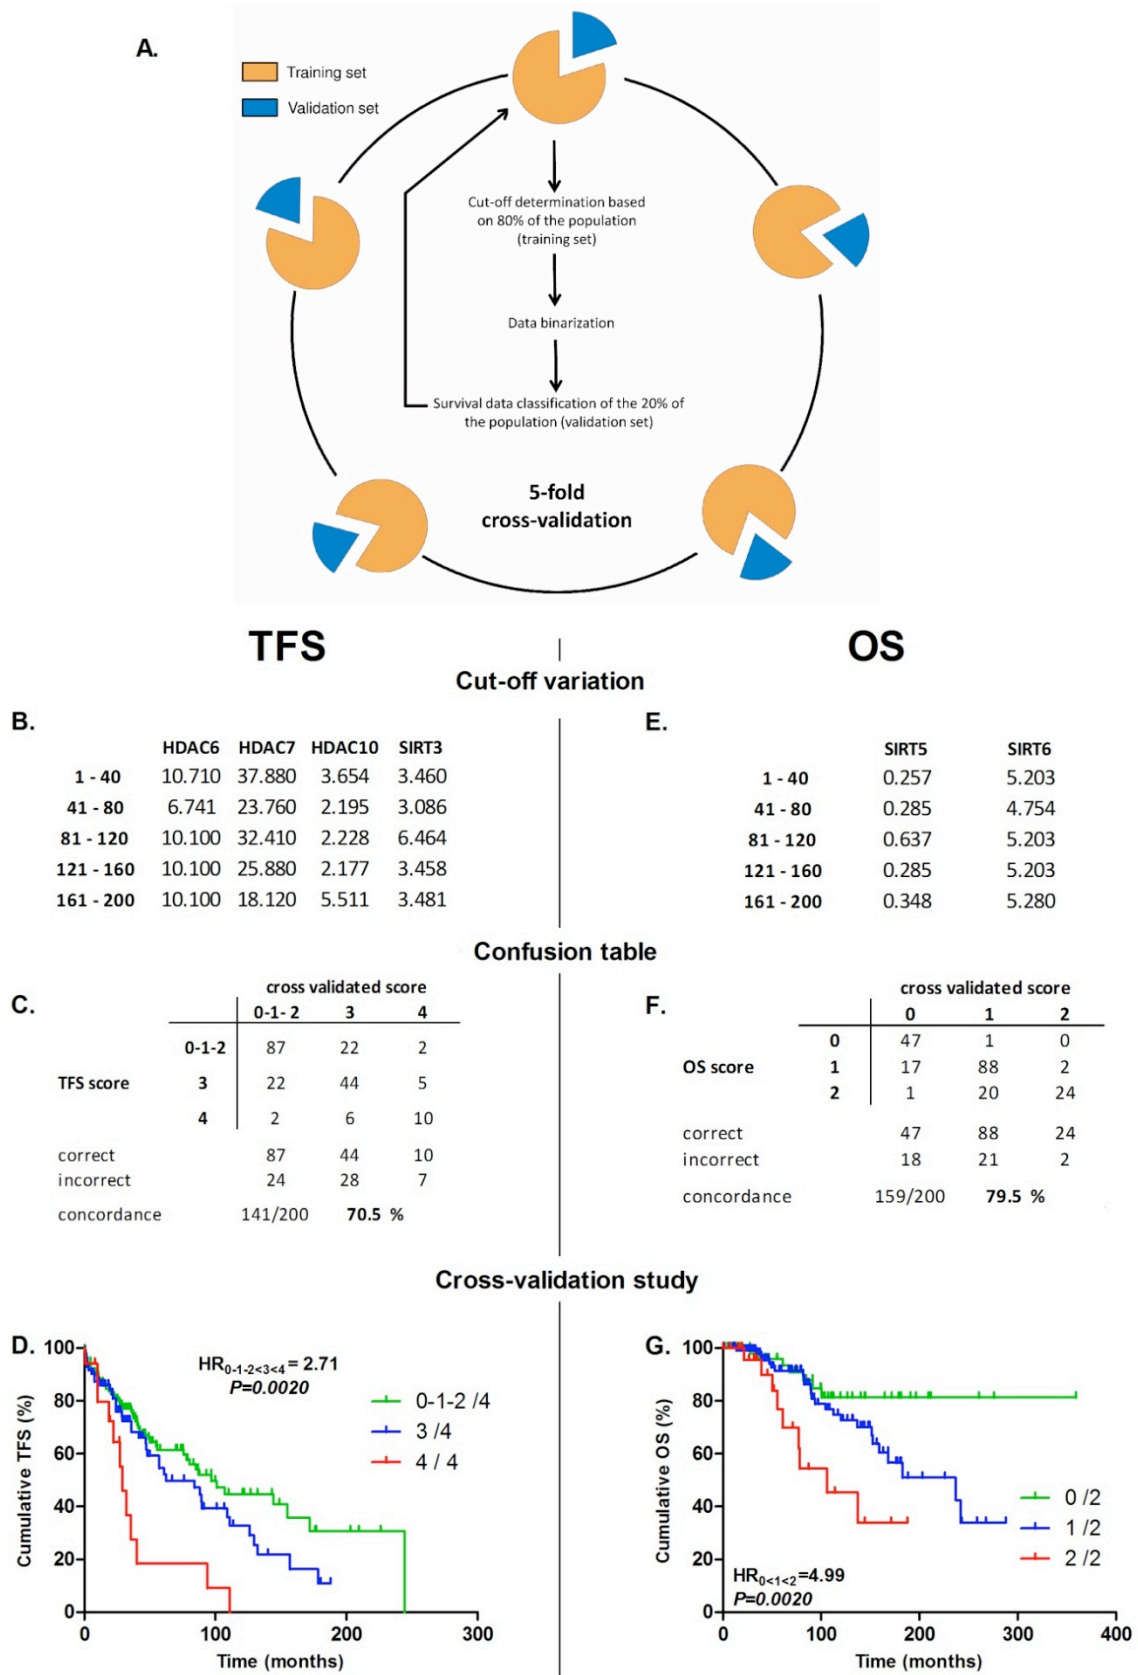 A.
Training set
Validation set
Cut-off determination based
on 80% of the population
(training set)
Data binarization
Survival data classification of the 20% of
the population (validation set)
5-fold
cross-validation
TFS
OS
Cut-off variation
B.
HDAC6 HDAC7 HDAC10 SIRT3
1 - 40 10.710 37.880 3.654 3.460
41 - 80 6.741 23.760 2.195 3.086
81 - 120 10.100 32.410 2.228 6.464
121 - 160 10.100 25.880 2.177 3.458
161 - 200 10.100 18.120 5.511 3.481
E.
SIRT5 SIRT6
1 - 40 0.257 5.203
41 - 80 0.285 4.754
81 - 120 0.637 5.203
121 - 160 0.285 5.203
161 - 200 0.348 5.280
Confusion table
C.
cross validated score
0-1- 2 3 4
0-1-2 87 22 2
TFS score 3 22 44 5
4 2 6 10
correct 87 44 10
incorrect 24 28 7
concordance 141/200 70.5 %
F.
cross validated score
0 1 2
0 47 1 0
OS score 1 17 88 2
2 1 20 24
correct 47 88 24
incorrect 18 21 2
concordance 159/200 79.5 %
Cross-validation study
D.
Cumulative TFS (%)
100
80
60
40
20
0
HR0-1-2<3<4 = 2.71
P=0.0020
0-1-2 /4
3 /4
4 / 4
0 100 200 300
Time (months)
G.
Cumulative OS (%)
100
80
60
40
20
0
HR0<1<2=4.99
P=0.0020
0 /2
1 /2
2 /2
0 100 200 300 400
Time (months)